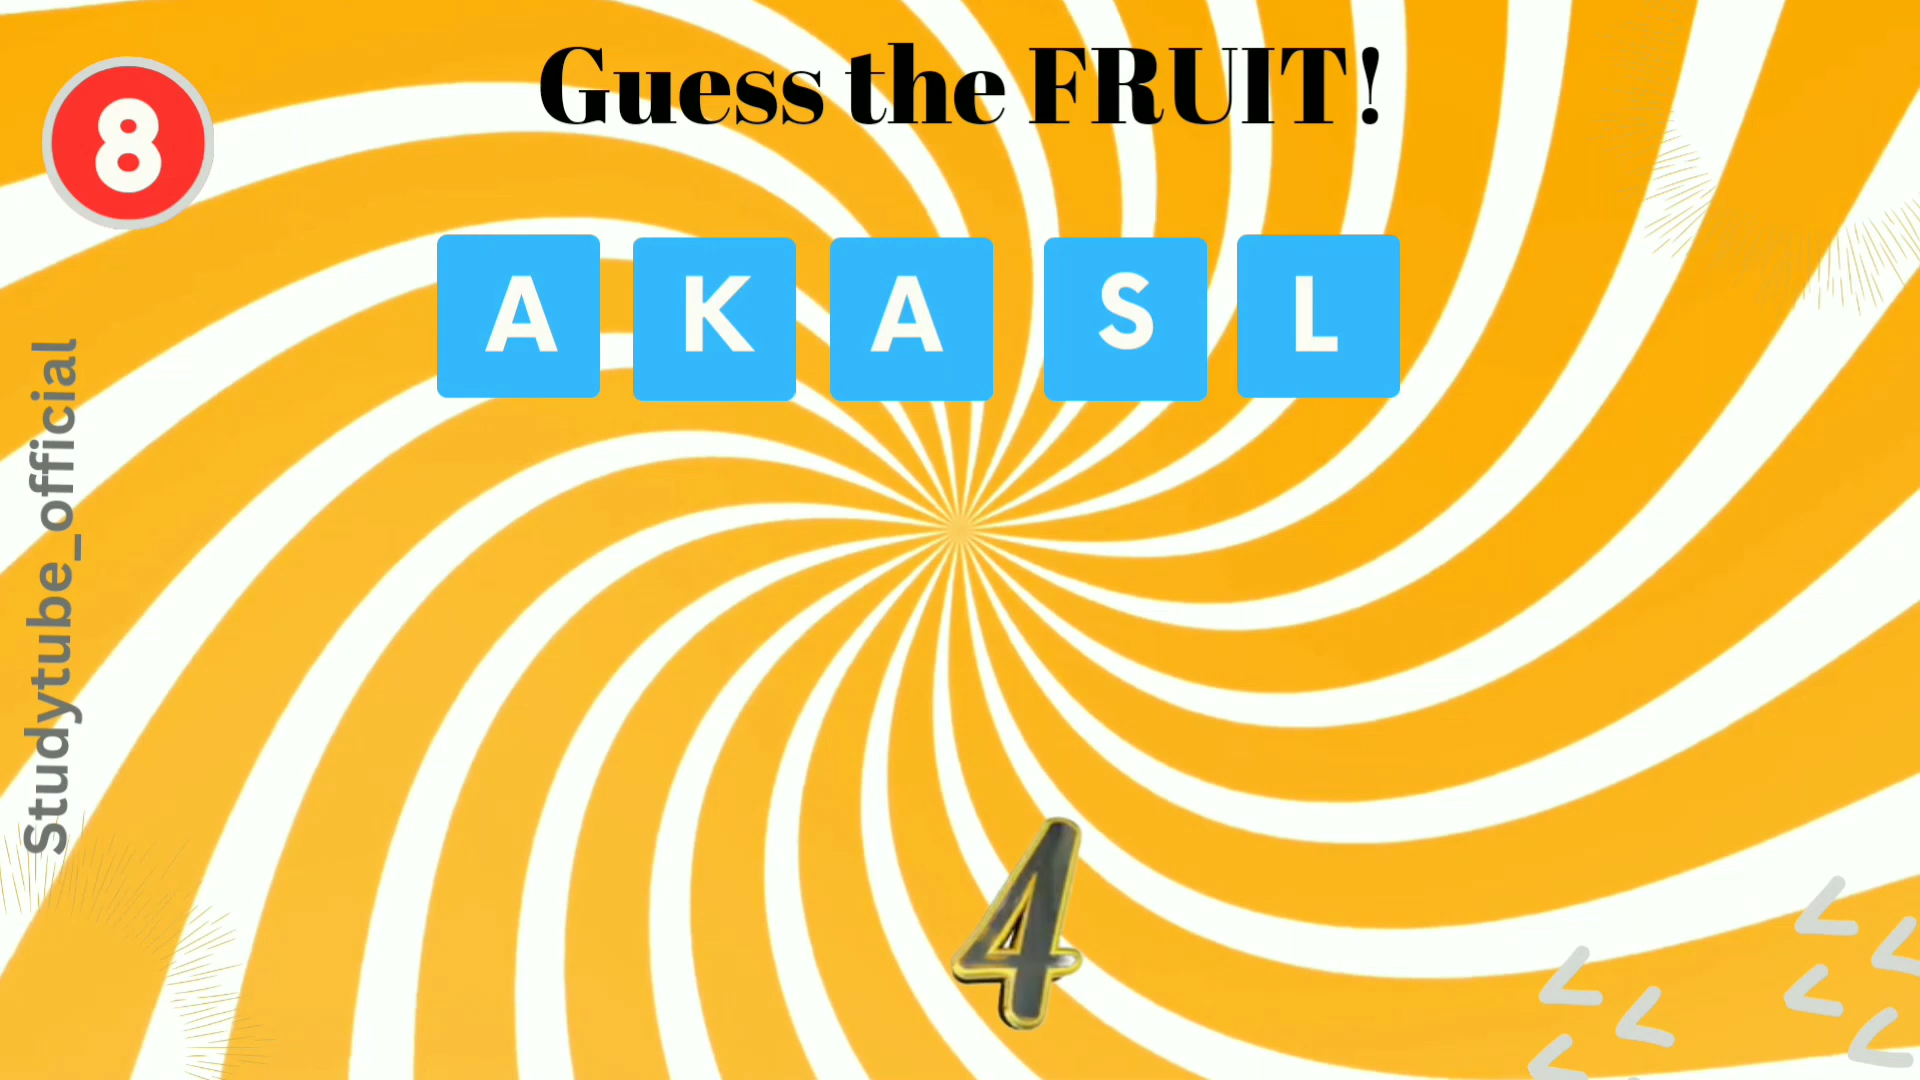 Guess the FRUIT!
8
A K A S L
Studytube_official
4